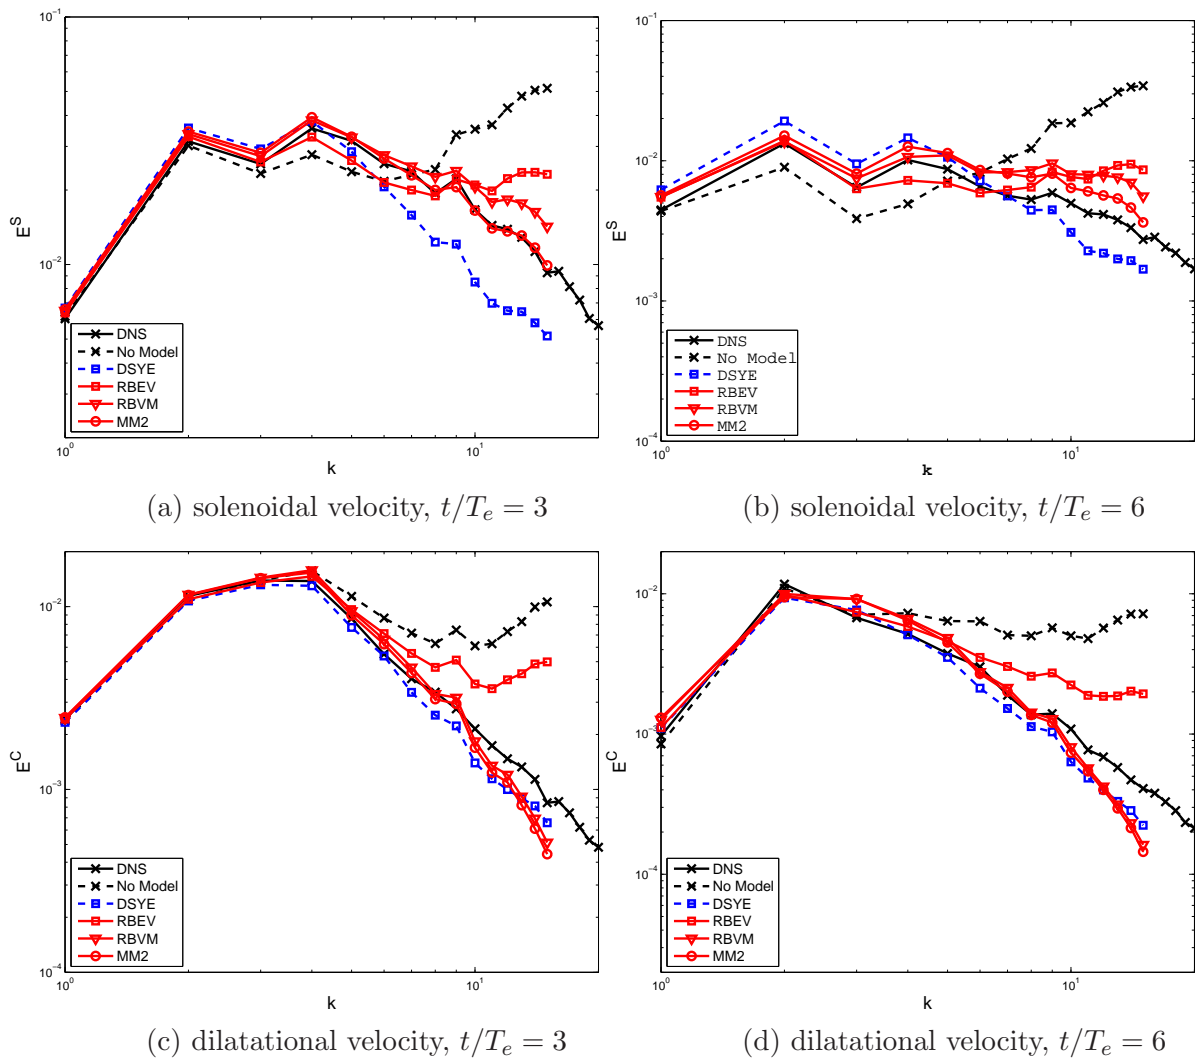 10^-1
10^-2
E^S
10^0
10^1
k
DNS
No Model
DSYE
RBEV
RBVM
MM2
(a) solenoidal velocity, t/T_e = 3
10^-1
10^-2
10^-3
10^-4
E^S
10^0
10^1
k
DNS
No Model
DSYE
RBEV
RBVM
MM2
(b) solenoidal velocity, t/T_e = 6
10^-2
10^-3
10^-4
E^C
10^0
10^1
k
DNS
No Model
DSYE
RBEV
RBVM
MM2
(c) dilatational velocity, t/T_e = 3
10^-2
10^-3
10^-4
E^C
10^0
10^1
k
DNS
No Model
DSYE
RBEV
RBVM
MM2
(d) dilatational velocity, t/T_e = 6